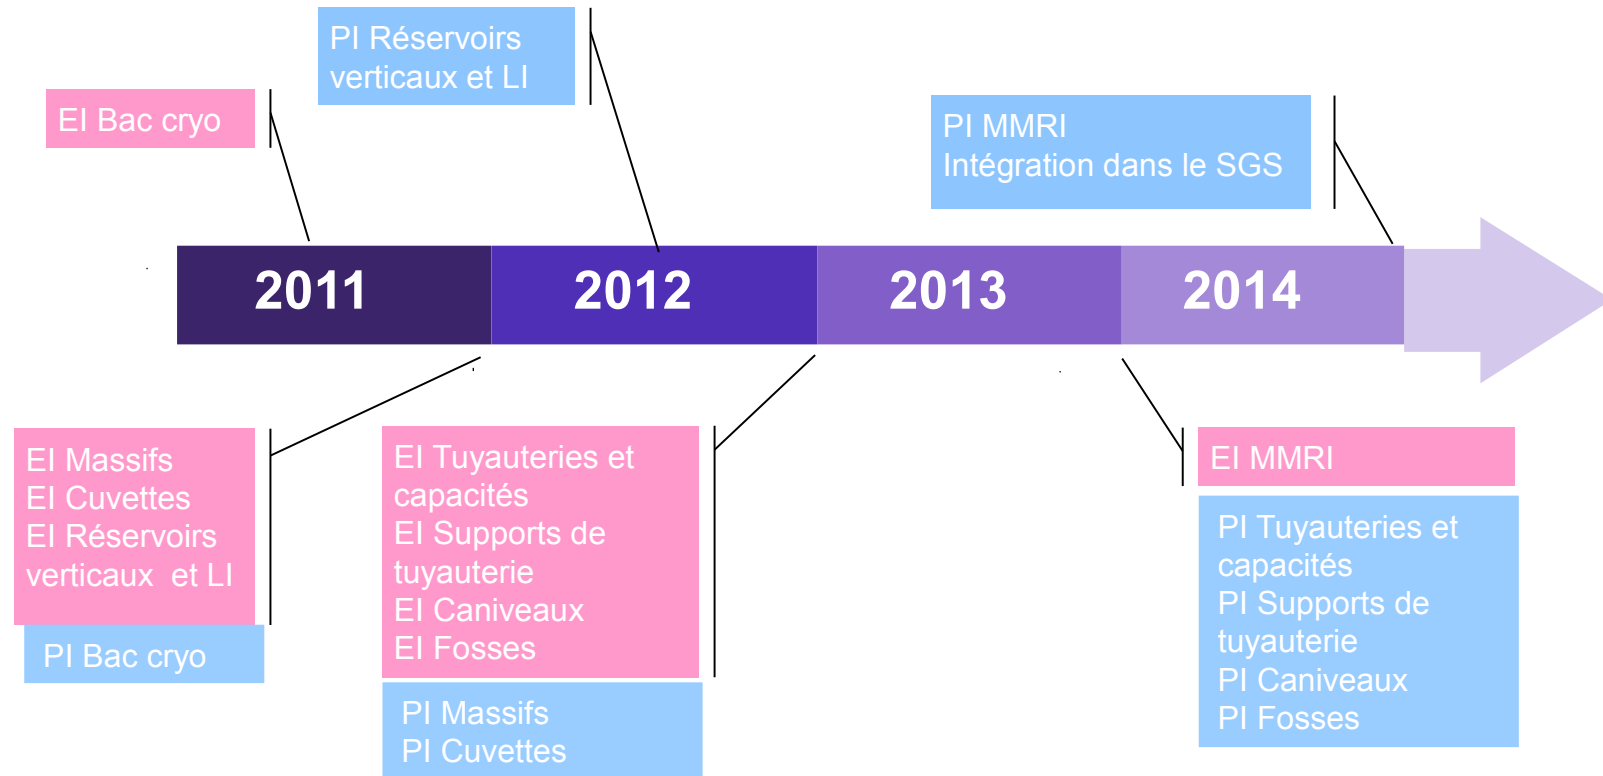 PI Réservoirs
verticaux et LI
EI Bac cryo
PI MMRI
Intégration dans le SGS
2011
2012
2013
2014
EI Massifs
EI Cuvettes
EI Réservoirs
verticaux et LI
PI Bac cryo
EI Tuyauteries et
capacités
EI Supports de
tuyauterie
EI Caniveaux
EI Fosses
PI Massifs
PI Cuvettes
EI MMRI
PI Tuyauteries et
capacités
PI Supports de
tuyauterie
PI Caniveaux
PI Fosses